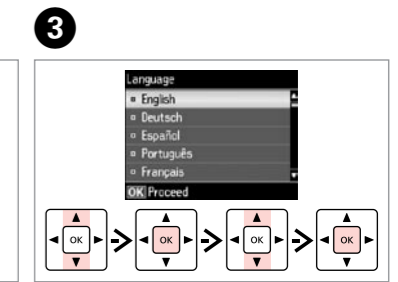 3
Language
English
Deutsch
Español
Português
Français
OK Proceed
OK OK OK OK